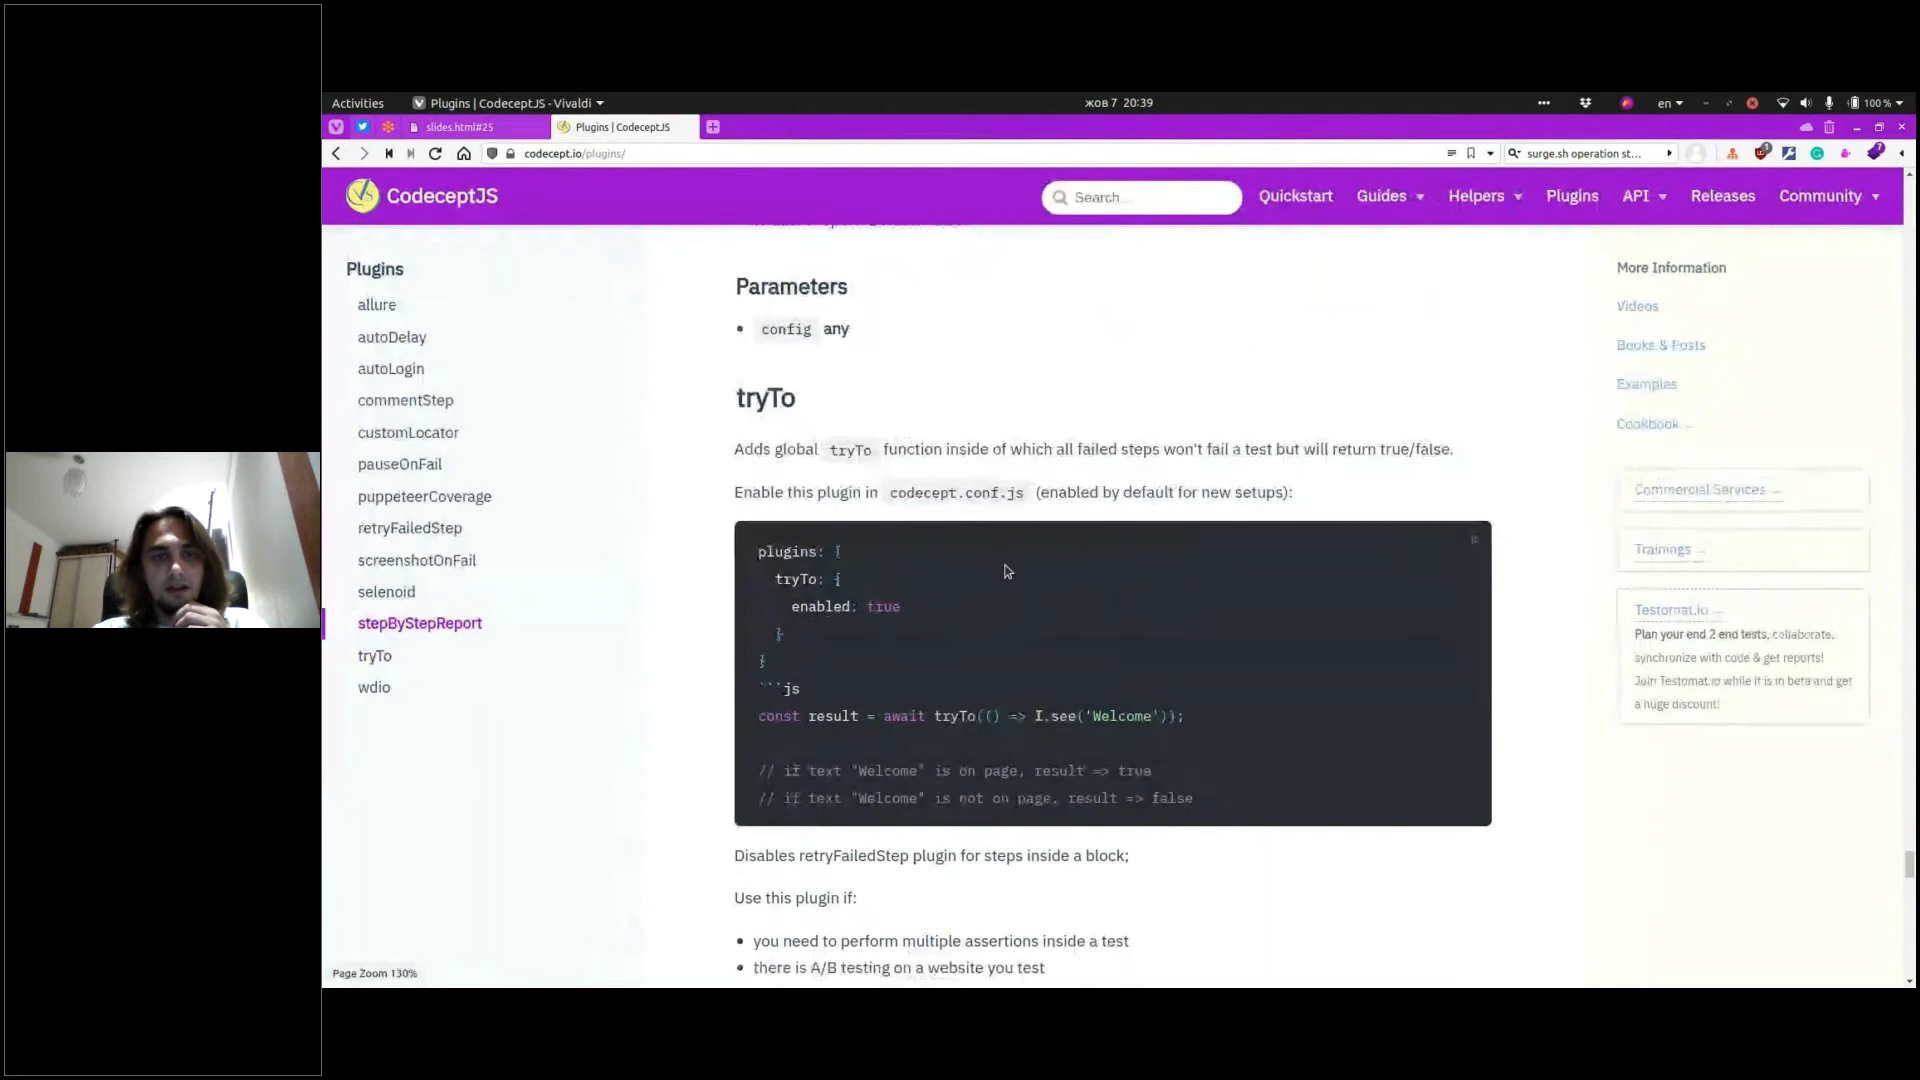 Activities
Plugins | CodeceptJS - Vivaldi
жов 7 20:39
en
100 %
slides.html#25
Plugins | CodeceptJS
codecept.io/plugins/
surge.sh operation st...
CodeceptJS
Search...
Quickstart
Guides
Helpers
Plugins
API
Releases
Community
Plugins
allure
autoDelay
autoLogin
commentStep
customLocator
pauseOnFail
puppeteerCoverage
retryFailedStep
screenshotOnFail
selenoid
stepByStepReport
tryTo
wdio
Page Zoom 130%
Parameters
config any
tryTo
Adds global tryTo function inside of which all failed steps won't fail a test but will return true/false.
Enable this plugin in codecept.conf.js (enabled by default for new setups):
plugins: {
tryTo: {
enabled: true
}
}
```js
const result = await tryTo(() => I.see('Welcome'));
// if text "Welcome" is on page, result => true
// if text "Welcome" is not on page, result => false
Disables retryFailedStep plugin for steps inside a block;
Use this plugin if:
you need to perform multiple assertions inside a test
there is A/B testing on a website you test
More Information
Videos
Books & Posts
Examples
Cookbook
Commercial Services
Trainings
Testomat.io
Plan your end 2 end tests, collaborate,
synchronize with code & get reports!
Join Testomat.io while it is in beta and get
a huge discount!